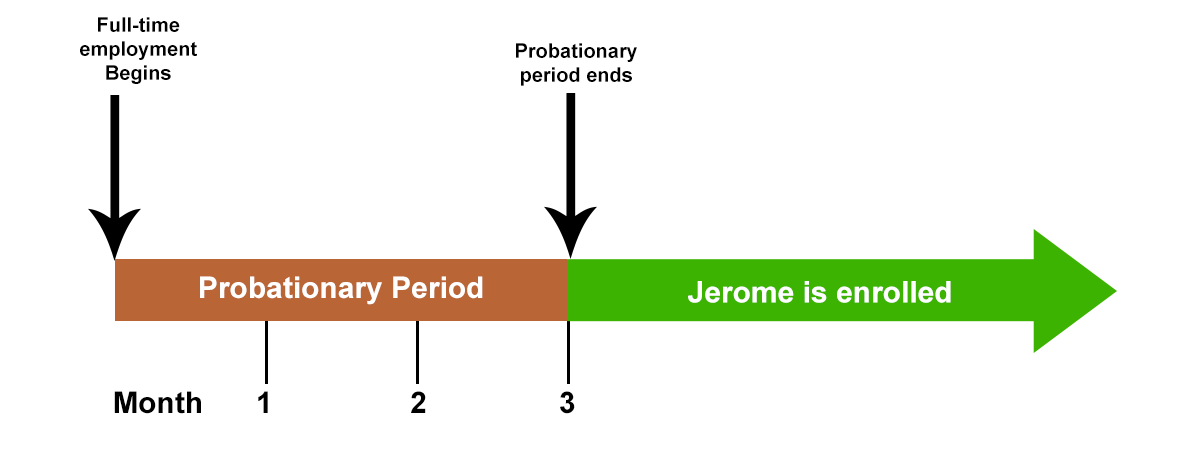 Full-time
employment
Begins
Probationary
period ends
Probationary Period
Jerome is enrolled
Month 1 2 3